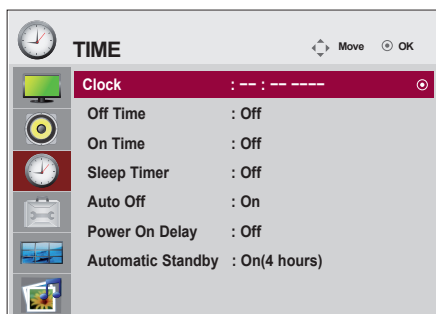 TIME Move OK
Clock : -- : -- ----
Off Time : Off
On Time : Off
Sleep Timer : Off
Auto Off : On
Power On Delay : Off
Automatic Standby : On(4 hours)